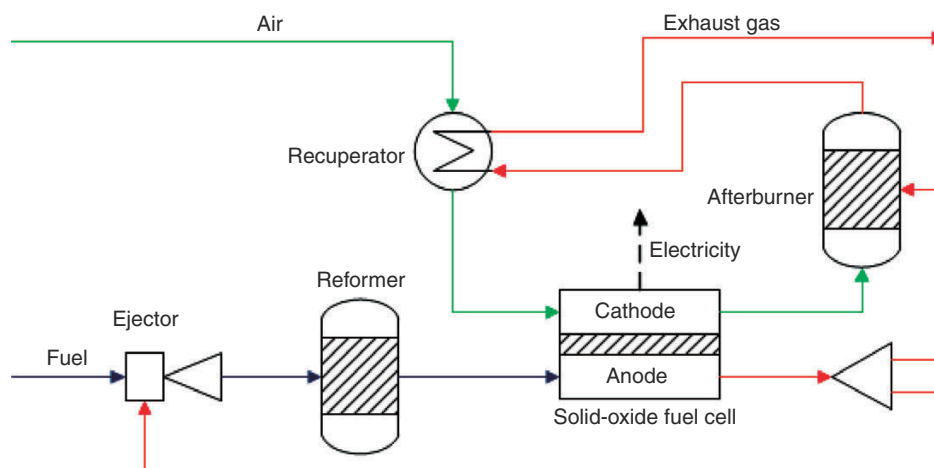 Air
Exhaust gas
Recuperator
Afterburner
Electricity
Reformer
Ejector
Cathode
Fuel
Anode
Solid-oxide fuel cell